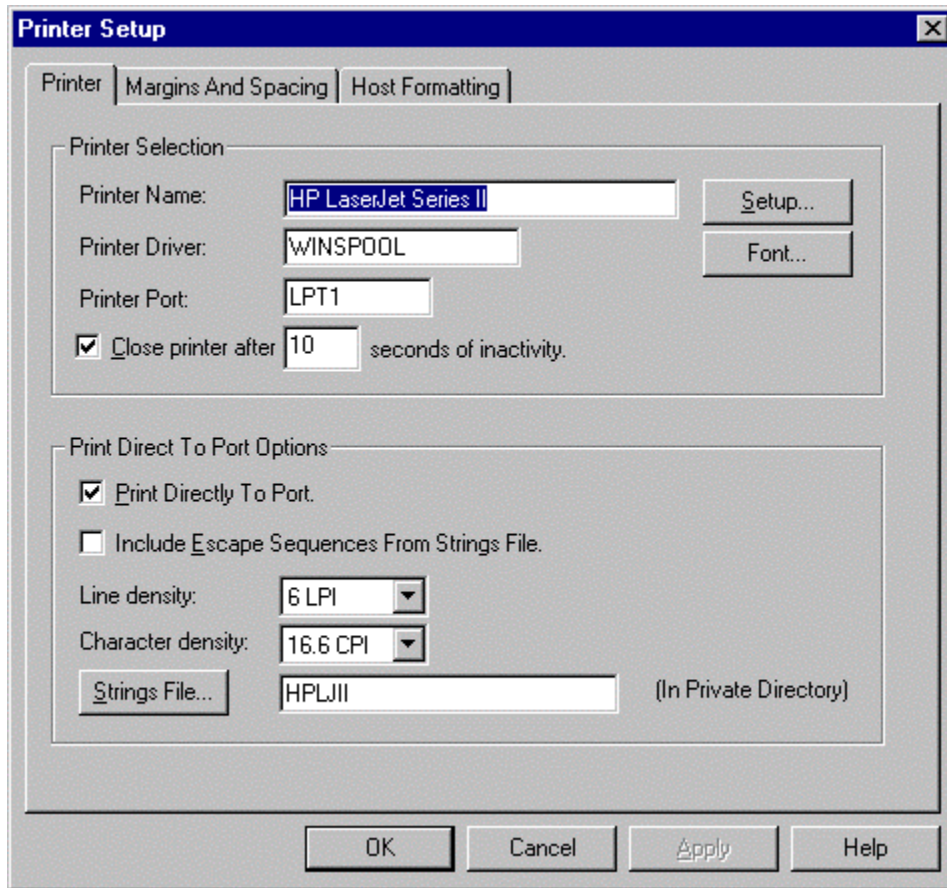 Printer Setup
Printer Margins And Spacing Host Formatting
Printer Selection
Printer Name: HP LaserJet Series II Setup...
Printer Driver: WINSPOOL Font...
Printer Port: LPT1
Close printer after 10 seconds of inactivity.
Print Direct To Port Options
Print Directly To Port.
Include Escape Sequences From Strings File.
Line density: 6 LPI
Character density: 16.6 CPI
Strings File... HPLJII (In Private Directory)
OK Cancel Apply Help